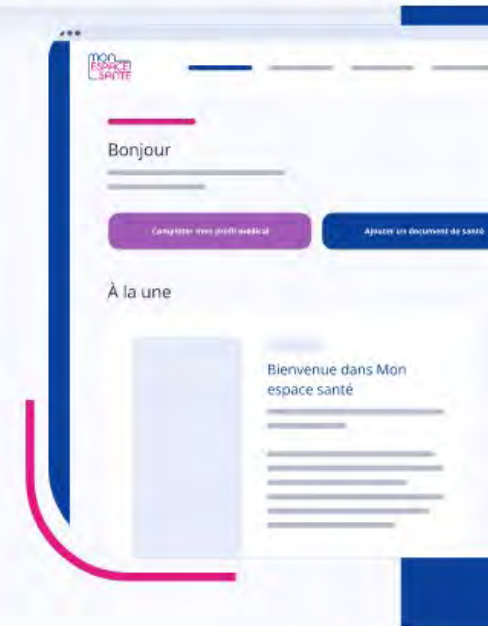 MON
ESPACE
SANTÉ
Bonjour
Compléter mon profil médical
Ajouter un document de santé
À la une
Bienvenue dans Mon
espace santé